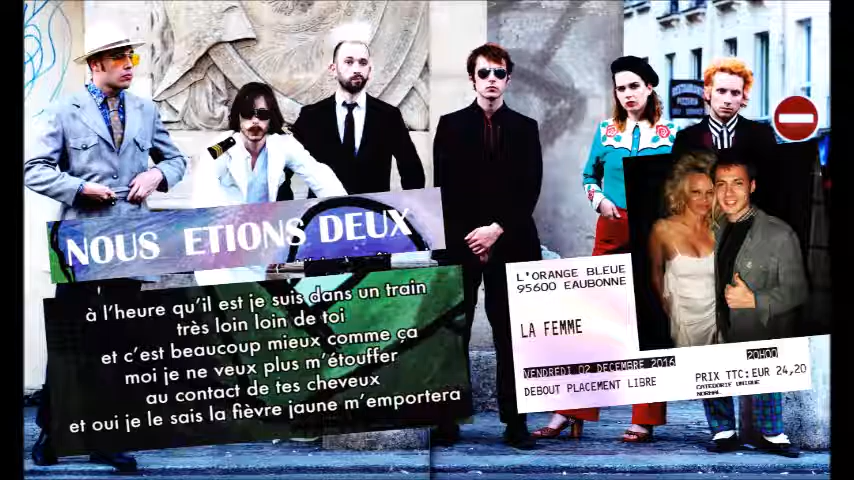 NOUS ETIONS DEUX
à l'heure qu'il est je suis dans un train
très loin loin de toi
et c'est beaucoup mieux comme ça
moi je ne veux plus m'étouffer
au contact de tes cheveux
et oui je le sais la fièvre jaune m'emportera
RESTAURANT
PIZZERIA
L'ORANGE BLEUE
95600 EAUBONNE
LA FEMME
VENDREDI 02 DECEMBRE 2016
20H00
DEBOUT PLACEMENT LIBRE
PRIX TTC:EUR 24,20
CATEGORIE UNIQUE
NORMAL